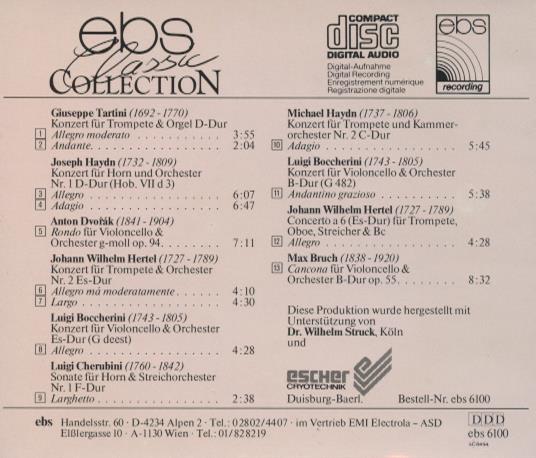 ebs
Classic
COLLECTION
COMPACT
disc
DIGITAL AUDIO
Digital-Aufnahme
Digital Recording
Enregistrement numérique
Registrazione digitale
ebs
recording
Giuseppe Tartini (1692-1770)
Konzert für Trompete & Orgel D-Dur
1 Allegro moderato . . . . . . . . . . . 3:55
2 Andante. . . . . . . . . . . . . . . . . 2:04
Joseph Haydn (1732-1809)
Konzert für Horn und Orchester
Nr. 1 D-Dur (Hob. VII d 3)
3 Allegro . . . . . . . . . . . . . . . . . 6:07
4 Adagio . . . . . . . . . . . . . . . . . 6:47
Anton Dvořák (1841-1904)
5 Rondo für Violoncello &
Orchester g-moll op. 94. . . . . . . . 7:11
Johann Wilhelm Hertel (1727-1789)
Konzert für Trompete & Orchester
Nr. 2 Es-Dur
6 Allegro má moderatamente. . . . . . 4:10
7 Largo . . . . . . . . . . . . . . . . . . 4:30
Luigi Boccherini (1743-1805)
Konzert für Violoncello & Orchester
Es-Dur (G deest)
8 Allegro . . . . . . . . . . . . . . . . . 4:28
Luigi Cherubini (1760-1842)
Sonate für Horn & Streichorchester
Nr. 1 F-Dur
9 Larghetto . . . . . . . . . . . . . . . . 2:38
Michael Haydn (1737-1806)
Konzert für Trompete und Kammer-
orchester Nr. 2 C-Dur
10 Adagio . . . . . . . . . . . . . . . . . 5:45
Luigi Boccherini (1743-1805)
Konzert für Violoncello & Orchester
B-Dur (G 482)
11 Andantino grazioso . . . . . . . . . . 5:38
Johann Wilhelm Hertel (1727-1789)
Concerto a 6 (Es-Dur) für Trompete,
Oboe, Streicher & Bc
12 Allegro . . . . . . . . . . . . . . . . . 4:28
Max Bruch (1838-1920)
13 Cancona für Violoncello &
Orchester B-Dur op. 55. . . . . . . . 8:32
Diese Produktion wurde hergestellt mit
Unterstützung von
Dr. Wilhelm Struck, Köln
und
escher
CRYOTECHNIK
Duisburg-Baerl. Bestell-Nr. ebs 6100
ebs Handelsstr. 60 · D-4234 Alpen 2 · Tel.: 02802/4407 · im Vertrieb EMI Electrola – ASD
Elßlergasse 10 · A-1130 Wien · Tel.: 01/828219
DDD
ebs 6100